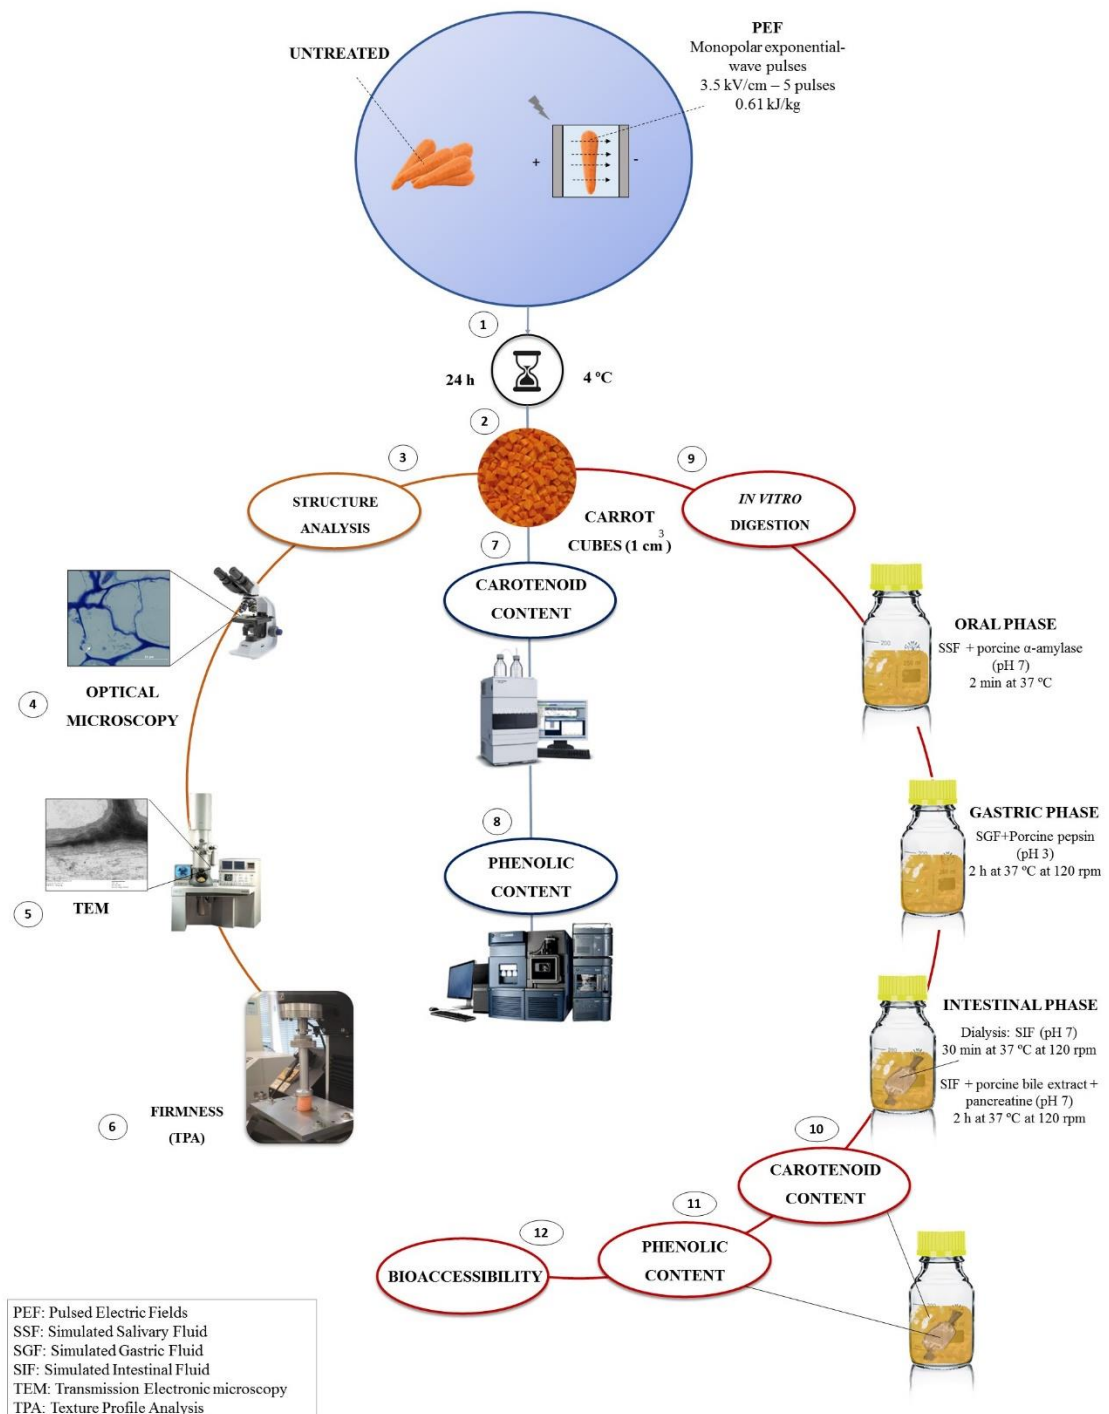 PEF
Monopolar exponential-
wave pulses
3.5 kV/cm – 5 pulses
0.61 kJ/kg
UNTREATED
+
-
1
24 h
4 ºC
2
3
STRUCTURE
ANALYSIS
CARROT
CUBES (1 cm3)
9
IN VITRO
DIGESTION
7
CAROTENOID
CONTENT
4
OPTICAL
MICROSCOPY
ORAL PHASE
SSF + porcine α-amylase
(pH 7)
2 min at 37 ºC
5
TEM
8
PHENOLIC
CONTENT
GASTRIC PHASE
SGF+Porcine pepsin
(pH 3)
2 h at 37 ºC at 120 rpm
6
FIRMNESS
(TPA)
INTESTINAL PHASE
Dialysis: SIF (pH 7)
30 min at 37 ºC at 120 rpm
SIF + porcine bile extract +
pancreatine (pH 7)
2 h at 37 ºC at 120 rpm
10
CAROTENOID
CONTENT
11
PHENOLIC
CONTENT
12
BIOACCESSIBILITY
PEF: Pulsed Electric Fields
SSF: Simulated Salivary Fluid
SGF: Simulated Gastric Fluid
SIF: Simulated Intestinal Fluid
TEM: Transmission Electronic microscopy
TPA: Texture Profile Analysis